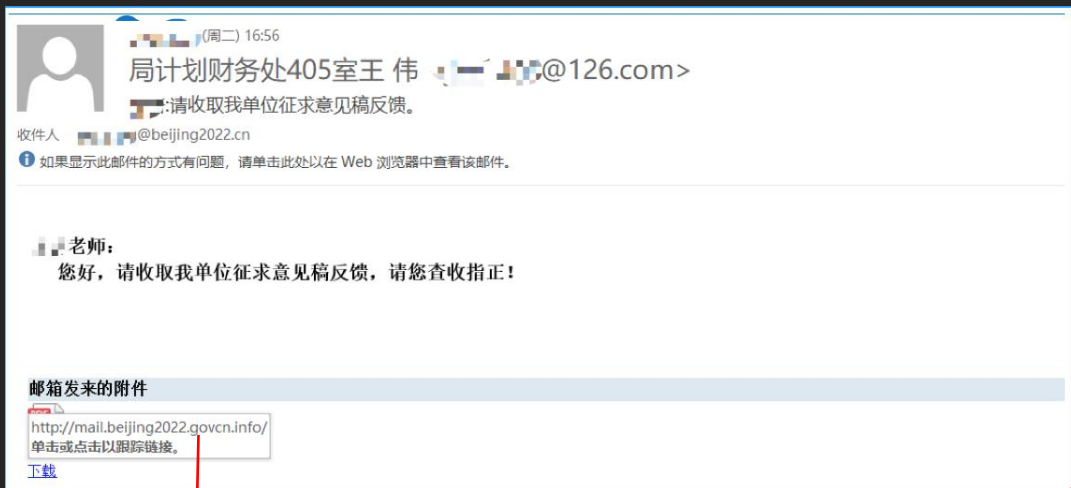 (周二) 16:56
局计划财务处405室王 伟 @126.com>
:请收取我单位征求意见稿反馈。
收件人 @beijing2022.cn
如果显示此邮件的方式有问题，请单击此处以在 Web 浏览器中查看该邮件。
老师：
您好，请收取我单位征求意见稿反馈，请您查收指正！
邮箱发来的附件
http://mail.beijing2022.govcn.info/
单击或点击以跟踪链接。
下载